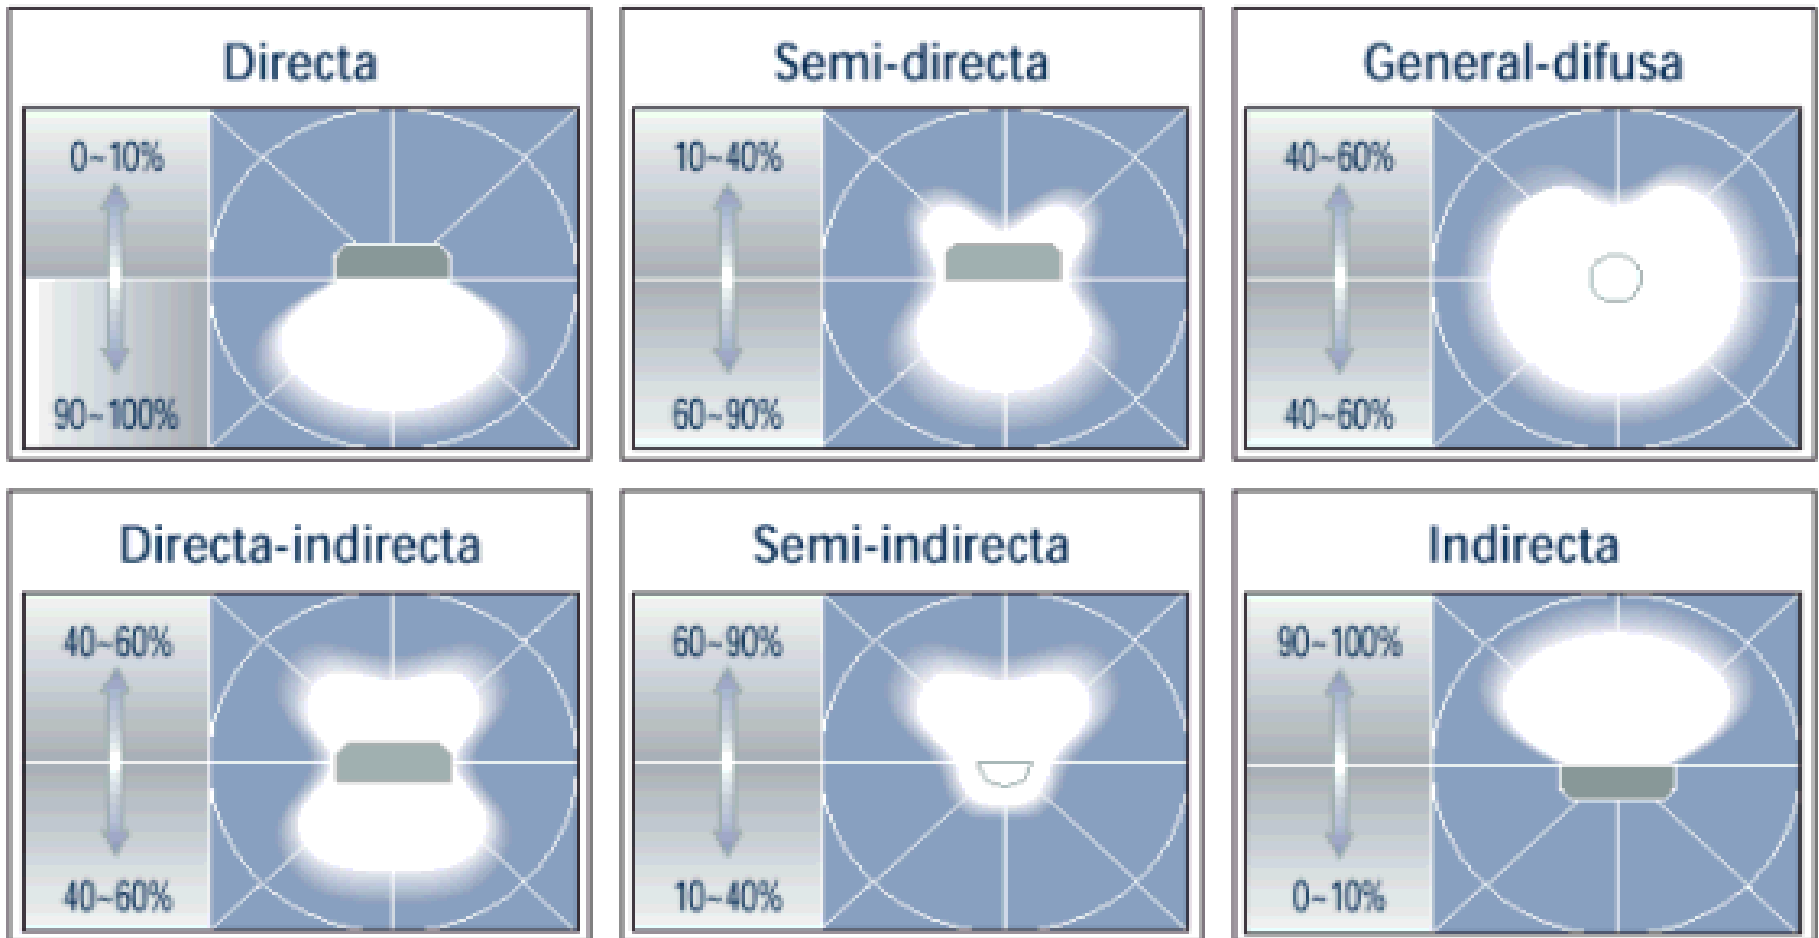 Directa
0~10%
90~100%
Semi-directa
10~40%
60~90%
General-difusa
40~60%
40~60%
Directa-indirecta
40~60%
40~60%
Semi-indirecta
60~90%
10~40%
Indirecta
90~100%
0~10%